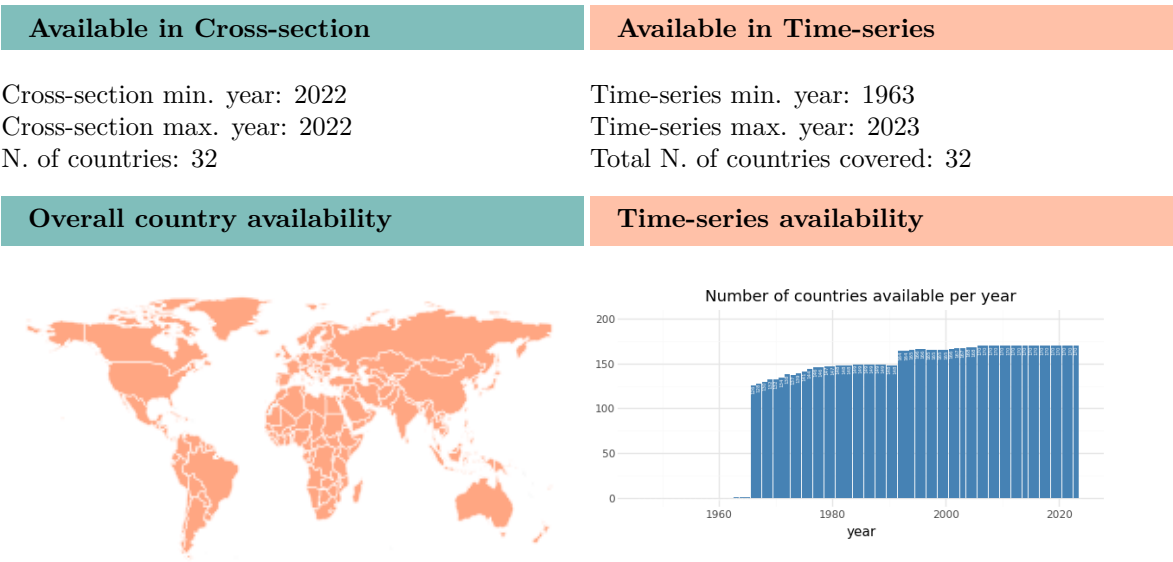 Available in Cross-section
Available in Time-series
Cross-section min. year: 2022
Cross-section max. year: 2022
N. of countries: 32
Time-series min. year: 1963
Time-series max. year: 2023
Total N. of countries covered: 32
Overall country availability
Time-series availability
Number of countries available per year
200
150
100
50
0
1960
1980
2000
2020
year